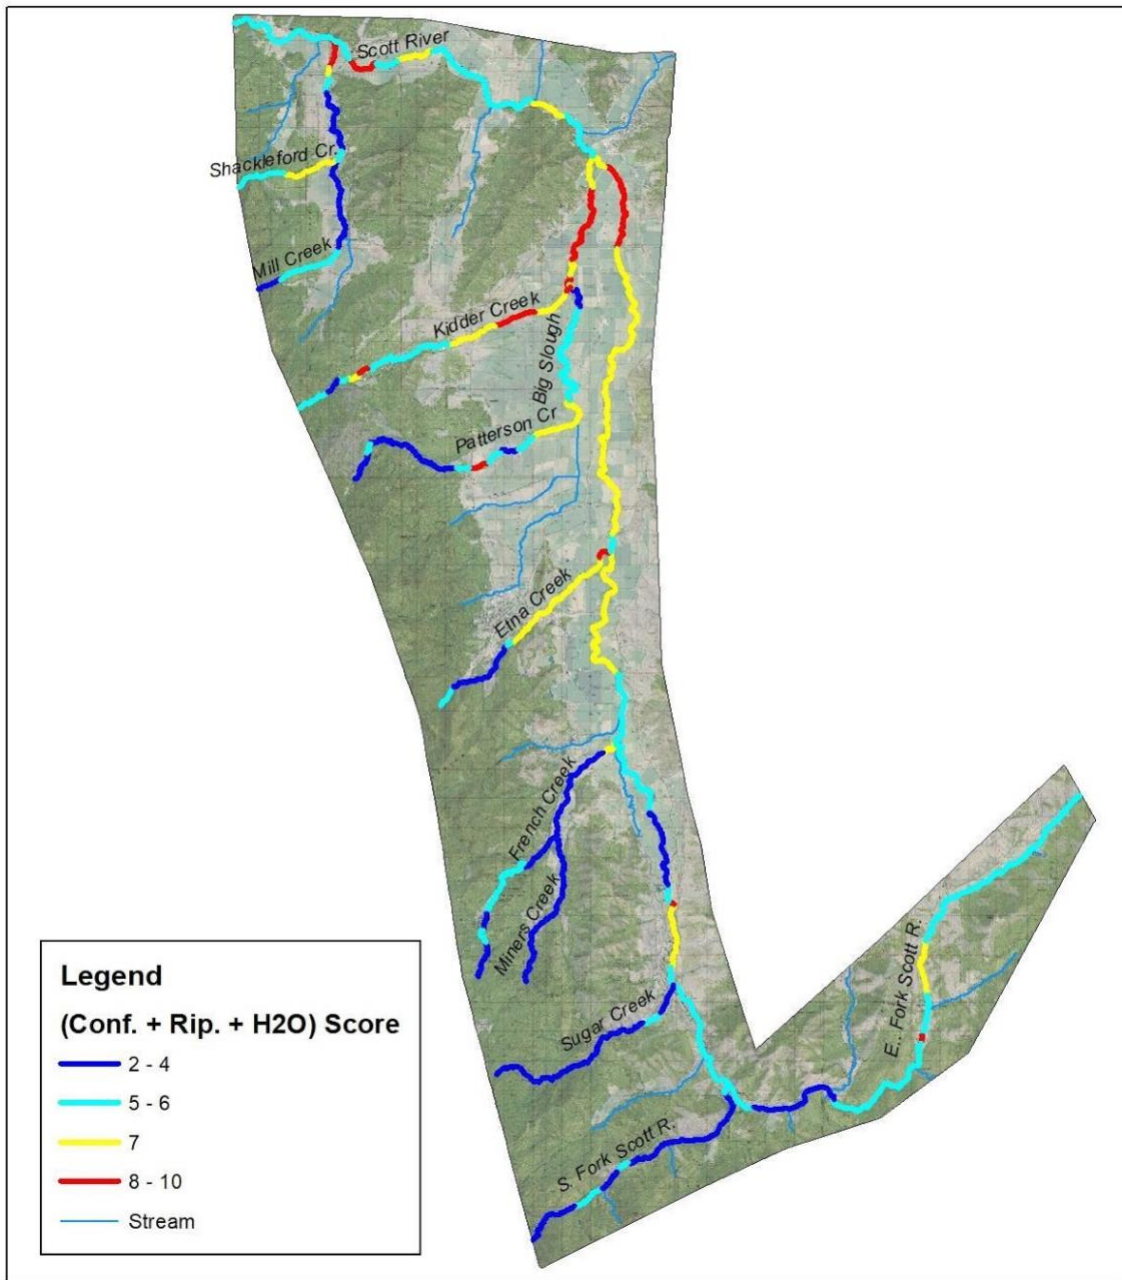 Scott River
Shackleford Cr.
Mill Creek
Kidder Creek
Big Slough
Patterson Cr
Etna Creek
French Creek
Miners Creek
Sugar Creek
E.. Fork Scott R.
S. Fork Scott R.
Legend
(Conf. + Rip. + H2O) Score
2 - 4
5 - 6
7
8 - 10
Stream